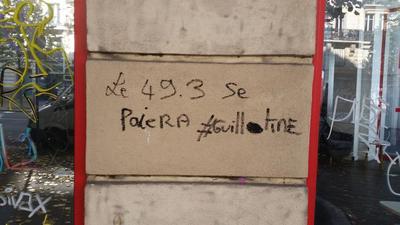 Le 49.3 Se
PaieRA #GuillotiNE